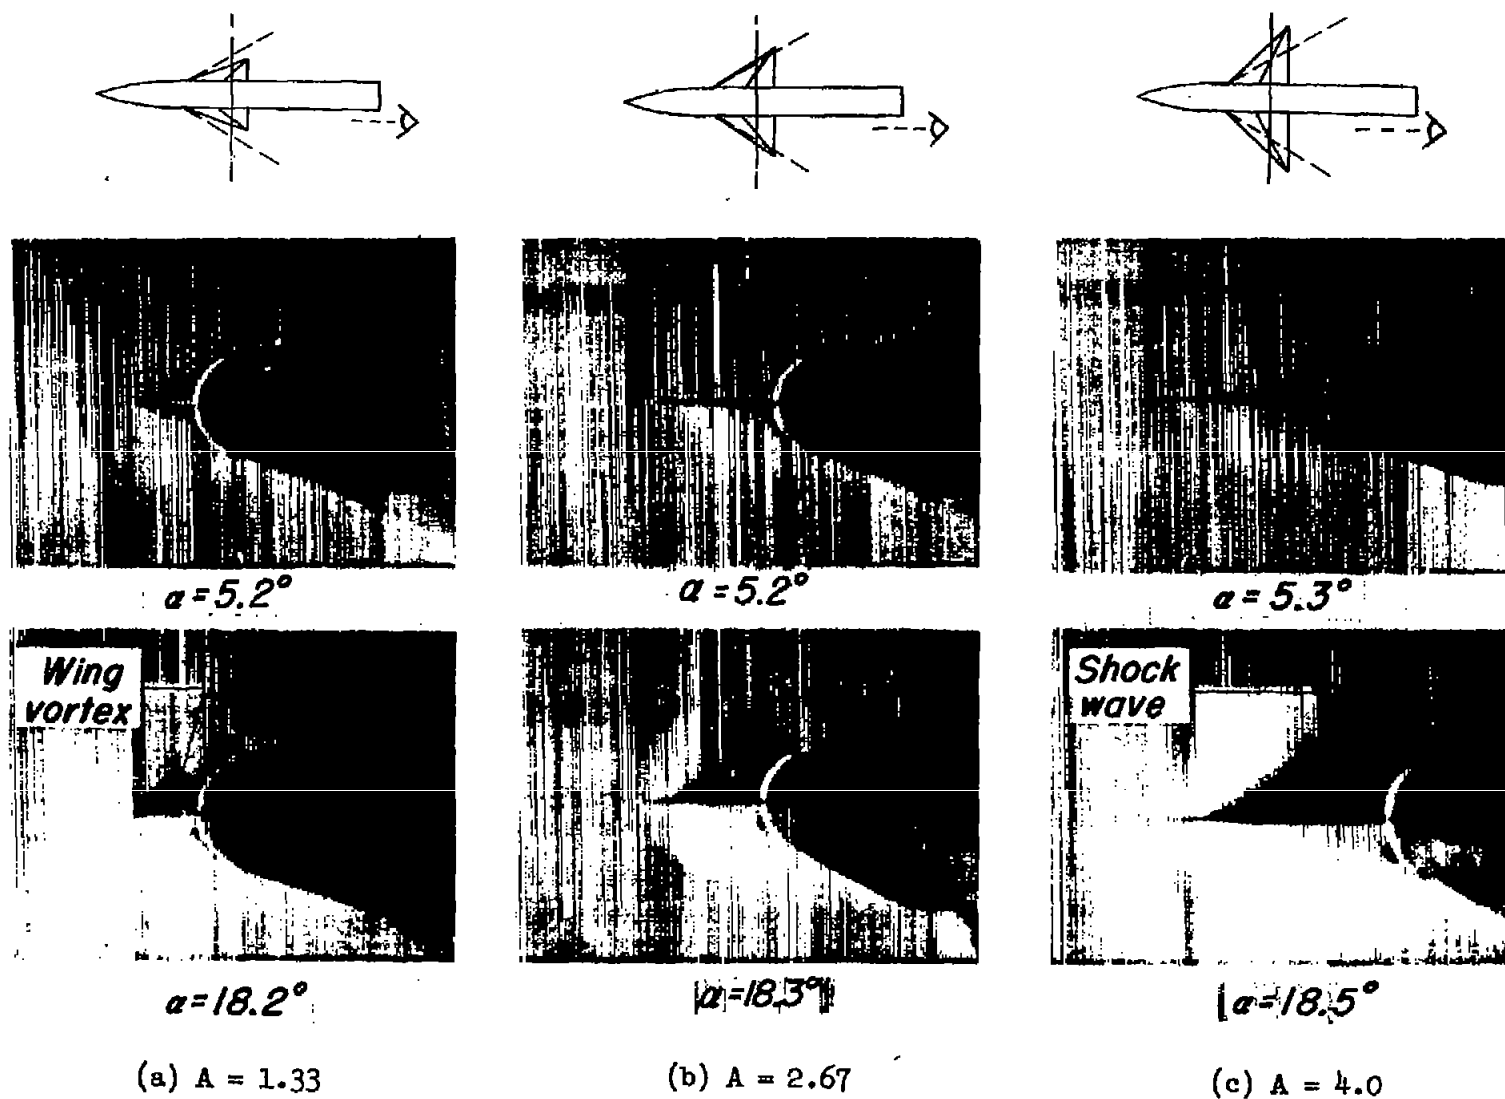 α = 5.2°
α = 5.2°
α = 5.3°
Wing
vortex
Shock
wave
α = 18.2°
α = 18.3°
α = 18.5°
(a) A = 1.33
(b) A = 2.67
(c) A = 4.0